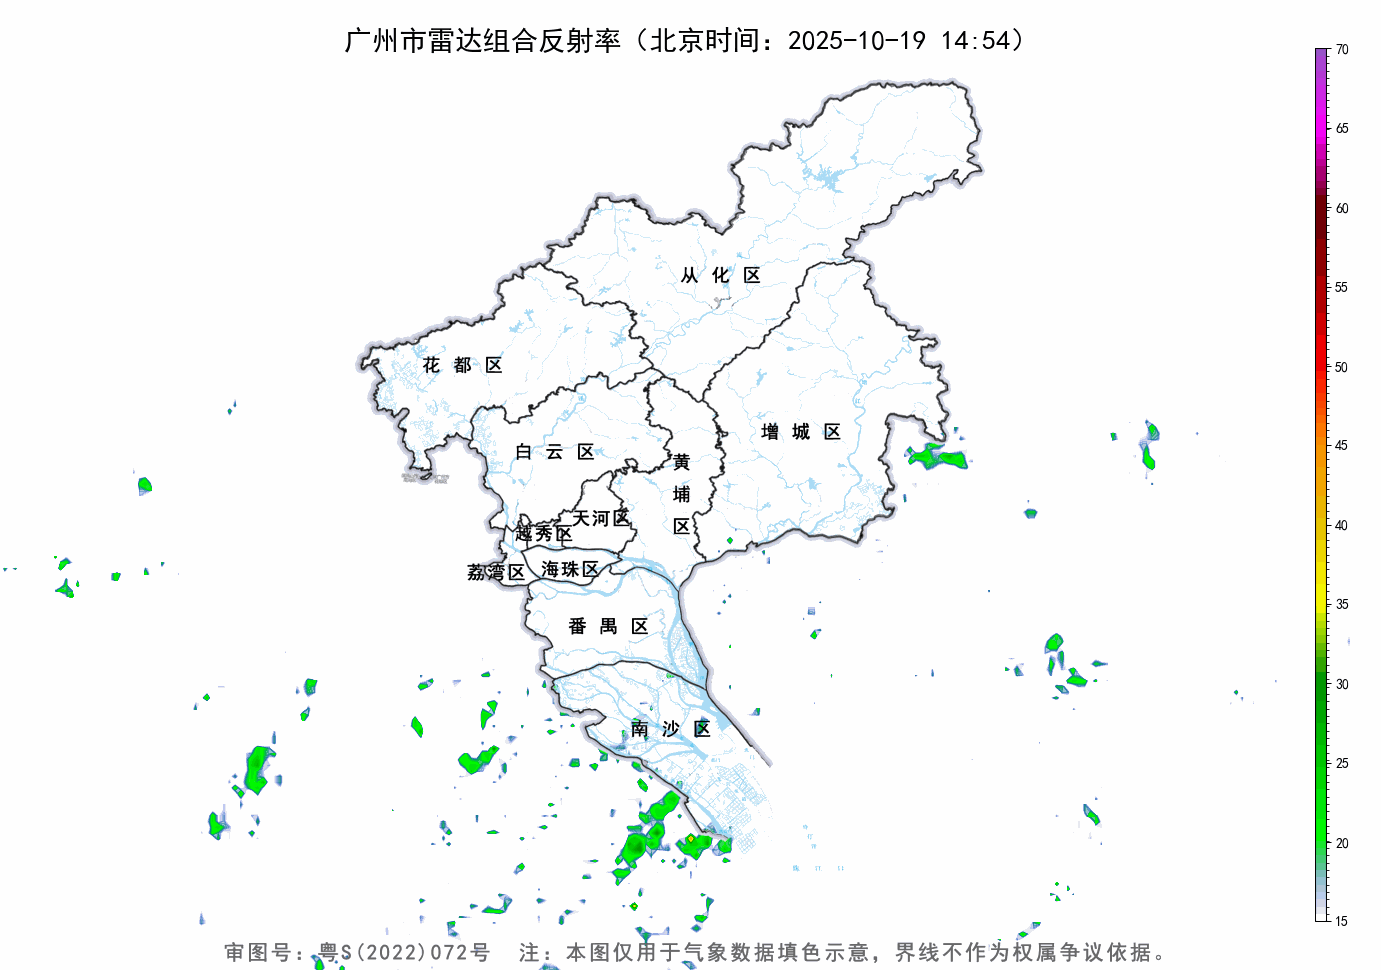 广州市雷达组合反射率（北京时间：2025-10-19 14:54）
70
65
60
55
50
45
40
35
30
25
20
15
从化区
花都区
增城区
白云区
黄埔区
天河区
越秀区
海珠区
荔湾区
番禺区
南沙区
审图号：粤S(2022)072号 注：本图仅用于气象数据填色示意，界线不作为权属争议依据。